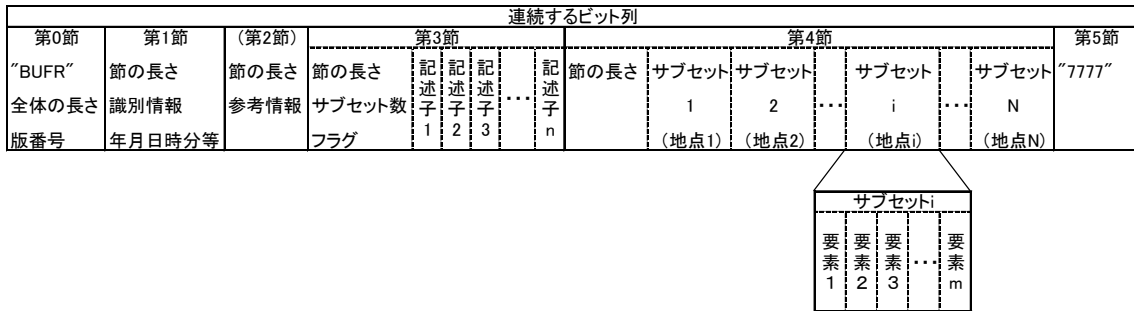 連続するビット列
第0節 第1節 (第2節) 第3節 第4節 第5節
"BUFR" 節の長さ 節の長さ 節の長さ 記述子1 記述子2 記述子3 ・・・ 記述子n 節の長さ サブセット サブセット サブセット サブセット "7777"
全体の長さ 識別情報 参考情報 サブセット数 1 2 ・・・ i ・・・ N
版番号 年月日時分等 フラグ (地点1) (地点2) (地点i) (地点N)
サブセットi
要素1 要素2 要素3 ・・・ 要素m